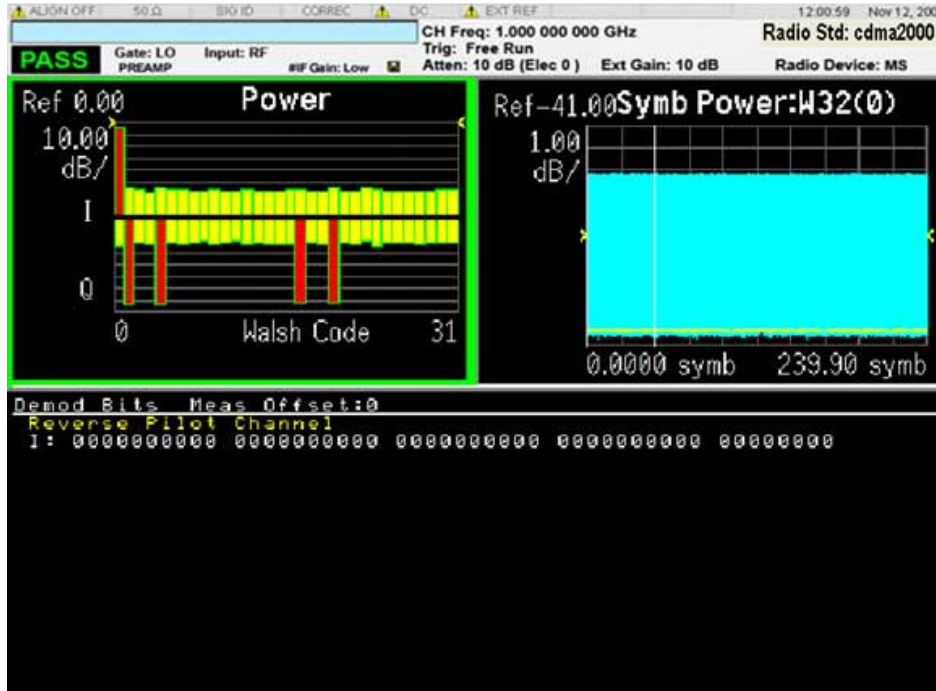 ALIGN OFF 50 Ω SIG ID CORREC DC EXT REF 12:00:59 Nov 12, 200
CH Freq: 1.000 000 000 GHz Radio Std: cdma2000
PASS Gate: LO Input: RF Trig: Free Run
PREAMP #IF Gain: Low Atten: 10 dB (Elec 0 ) Ext Gain: 10 dB Radio Device: MS
Ref 0.00 Power
10.00
dB/
I
Q
0 Walsh Code 31
Ref-41.00 Symb Power:W32(0)
1.00
dB/
0.0000 symb 239.90 symb
Demod Bits Meas Offset:0
Reverse Pilot Channel
I: 0000000000 0000000000 0000000000 0000000000 00000000